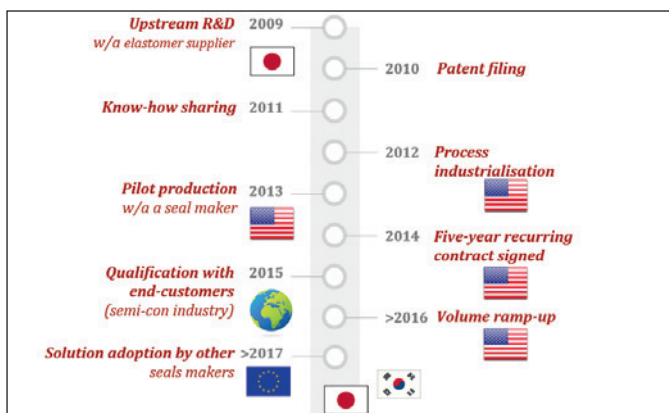 Upstream R&D 2009
w/a elastomer supplier
2010 Patent filing
Know-how sharing 2011
2012 Process
industrialisation
Pilot production 2013
w/a a seal maker
2014 Five-year recurring
contract signed
Qualification with 2015
end-customers
(semi-con industry)
>2016 Volume ramp-up
Solution adoption by other >2017
seals makers